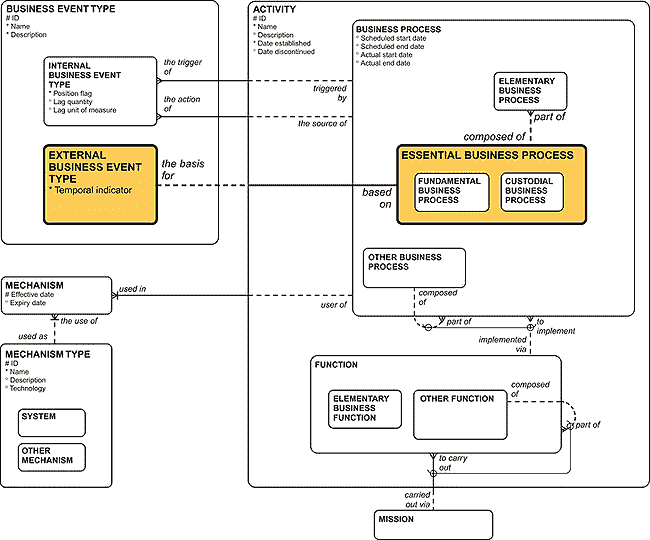 BUSINESS EVENT TYPE
# ID
* Name
* Description
INTERNAL
BUSINESS EVENT
TYPE
* Position flag
° Lag quantity
° Lag unit of measure
the trigger
of
the action
of
EXTERNAL
BUSINESS EVENT
TYPE
* Temporal indicator
the basis
for
ACTIVITY
# ID
* Name
° Description
* Date established
° Date discontinued
triggered
by
the source of
based
on
BUSINESS PROCESS
° Scheduled start date
° Scheduled end date
° Actual start date
° Actual end date
ELEMENTARY
BUSINESS
PROCESS
part of
composed of
ESSENTIAL BUSINESS PROCESS
FUNDAMENTAL
BUSINESS
PROCESS
CUSTODIAL
BUSINESS
PROCESS
OTHER BUSINESS
PROCESS
composed
of
part of
to
implement
implemented
via
MECHANISM
# Effective date
° Expiry date
used in
user of
the use of
used as
MECHANISM TYPE
# ID
* Name
° Description
° Technology
SYSTEM
OTHER
MECHANISM
FUNCTION
ELEMENTARY
BUSINESS
FUNCTION
OTHER FUNCTION
composed
of
part of
to carry
out
carried
out via
MISSION